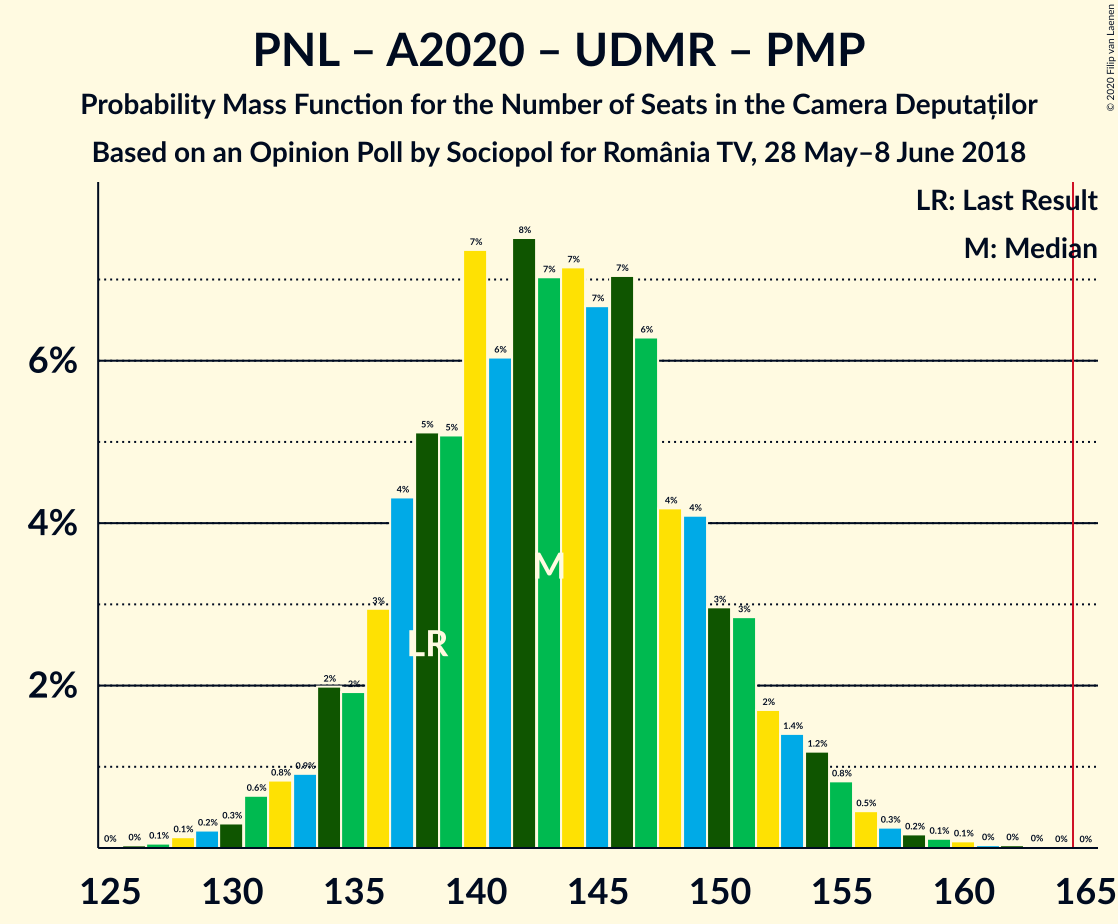 PNL – A2020 – UDMR – PMP
Probability Mass Function for the Number of Seats in the Camera Deputaților
Based on an Opinion Poll by Sociopol for România TV, 28 May–8 June 2018
© 2020 Filip van Laenen
LR: Last Result
M: Median
6%
4%
2%
0% 0% 0.1% 0.1% 0.2% 0.3% 0.6% 0.8% 0.9% 2% 2% 3% 4% 5% 5% 7% 6% 8% 7% 7% 7% 7% 6% 4% 4% 3% 3% 2% 1.4% 1.2% 0.8% 0.5% 0.3% 0.2% 0.1% 0.1% 0% 0% 0% 0% 0%
M
LR
125 130 135 140 145 150 155 160 165